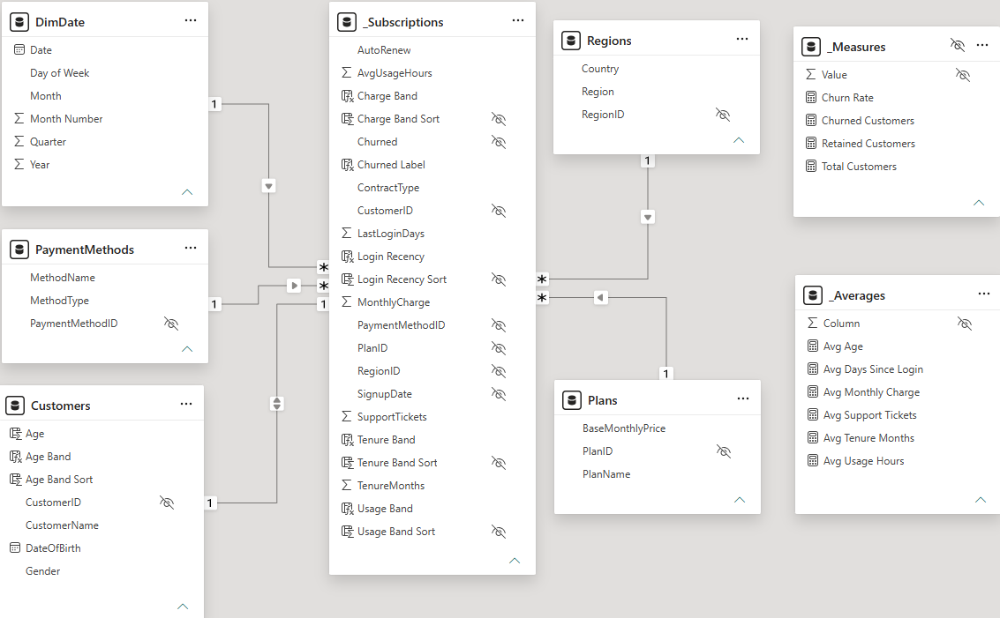 DimDate
Date
Day of Week
Month
Month Number
Quarter
Year
1
PaymentMethods
MethodName
MethodType
PaymentMethodID
1
Customers
Age
Age Band
Age Band Sort
CustomerID
CustomerName
DateOfBirth
Gender
1
*
*
1
_Subscriptions
AutoRenew
AvgUsageHours
Charge Band
Charge Band Sort
Churned
Churned Label
ContractType
CustomerID
LastLoginDays
Login Recency
Login Recency Sort
MonthlyCharge
PaymentMethodID
PlanID
RegionID
SignupDate
SupportTickets
Tenure Band
Tenure Band Sort
TenureMonths
Usage Band
Usage Band Sort
*
*
Regions
Country
Region
RegionID
1
1
Plans
BaseMonthlyPrice
PlanID
PlanName
_Measures
Value
Churn Rate
Churned Customers
Retained Customers
Total Customers
_Averages
Column
Avg Age
Avg Days Since Login
Avg Monthly Charge
Avg Support Tickets
Avg Tenure Months
Avg Usage Hours